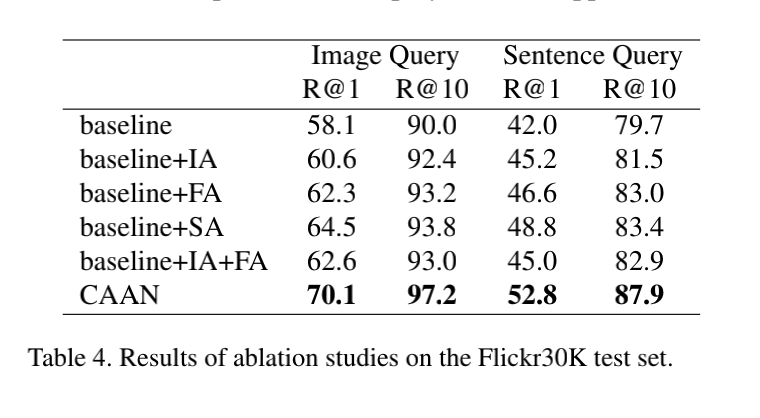 Image Query Sentence Query
R@1 R@10 R@1 R@10
baseline 58.1 90.0 42.0 79.7
baseline+IA 60.6 92.4 45.2 81.5
baseline+FA 62.3 93.2 46.6 83.0
baseline+SA 64.5 93.8 48.8 83.4
baseline+IA+FA 62.6 93.0 45.0 82.9
CAAN 70.1 97.2 52.8 87.9
Table 4. Results of ablation studies on the Flickr30K test set.